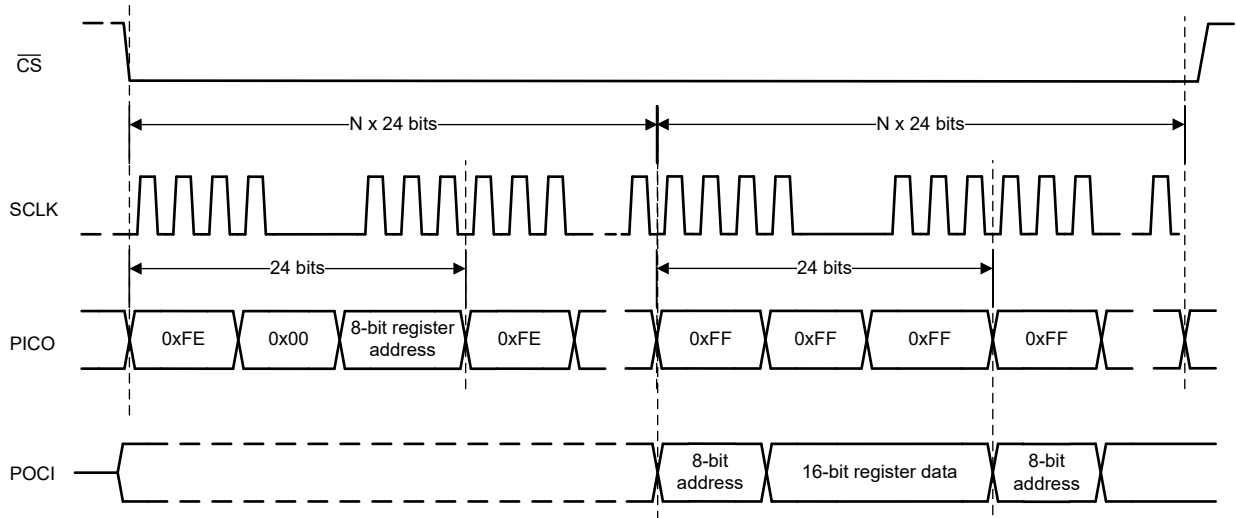 CS
N x 24 bits
N x 24 bits
SCLK
24 bits
24 bits
PICO
0xFE
0x00
8-bit register
address
0xFE
0xFF
0xFF
0xFF
0xFF
POCI
8-bit
address
16-bit register data
8-bit
address